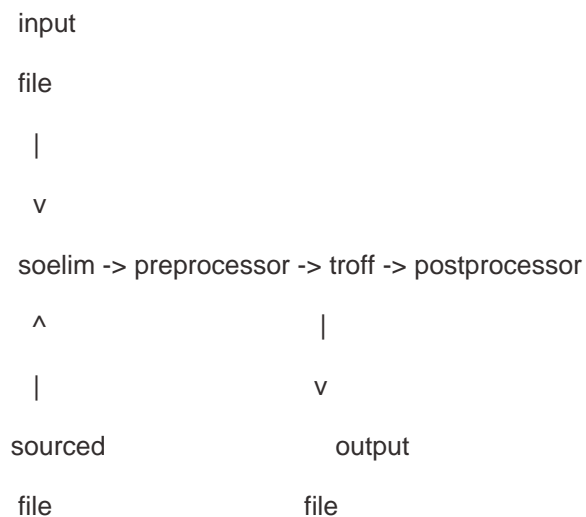 input
file
|
v
soelim -> preprocessor -> troff -> postprocessor
^ |
| v
sourced output
file file